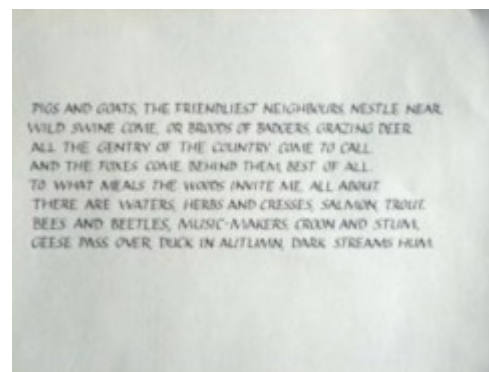 PIGS AND GOATS, THE FRIENDLIEST NEIGHBOURS, NESTLE NEAR,
WILD SWINE COME, OR BROODS OF BADGERS, GRAZING DEER.
ALL THE GENTRY OF THE COUNTRY COME TO CALL
AND THE FOXES COME BEHIND THEM, BEST OF ALL.
TO WHAT MEALS THE WOODS INVITE ME, ALL ABOUT.
THERE ARE WATERS, HERBS AND CRESSES, SALMON, TROUT.
BEES AND BEETLES, MUSIC-MAKERS, CROON AND STRUM,
GEESE PASS OVER, DUCK IN AUTUMN, DARK STREAMS HUM.